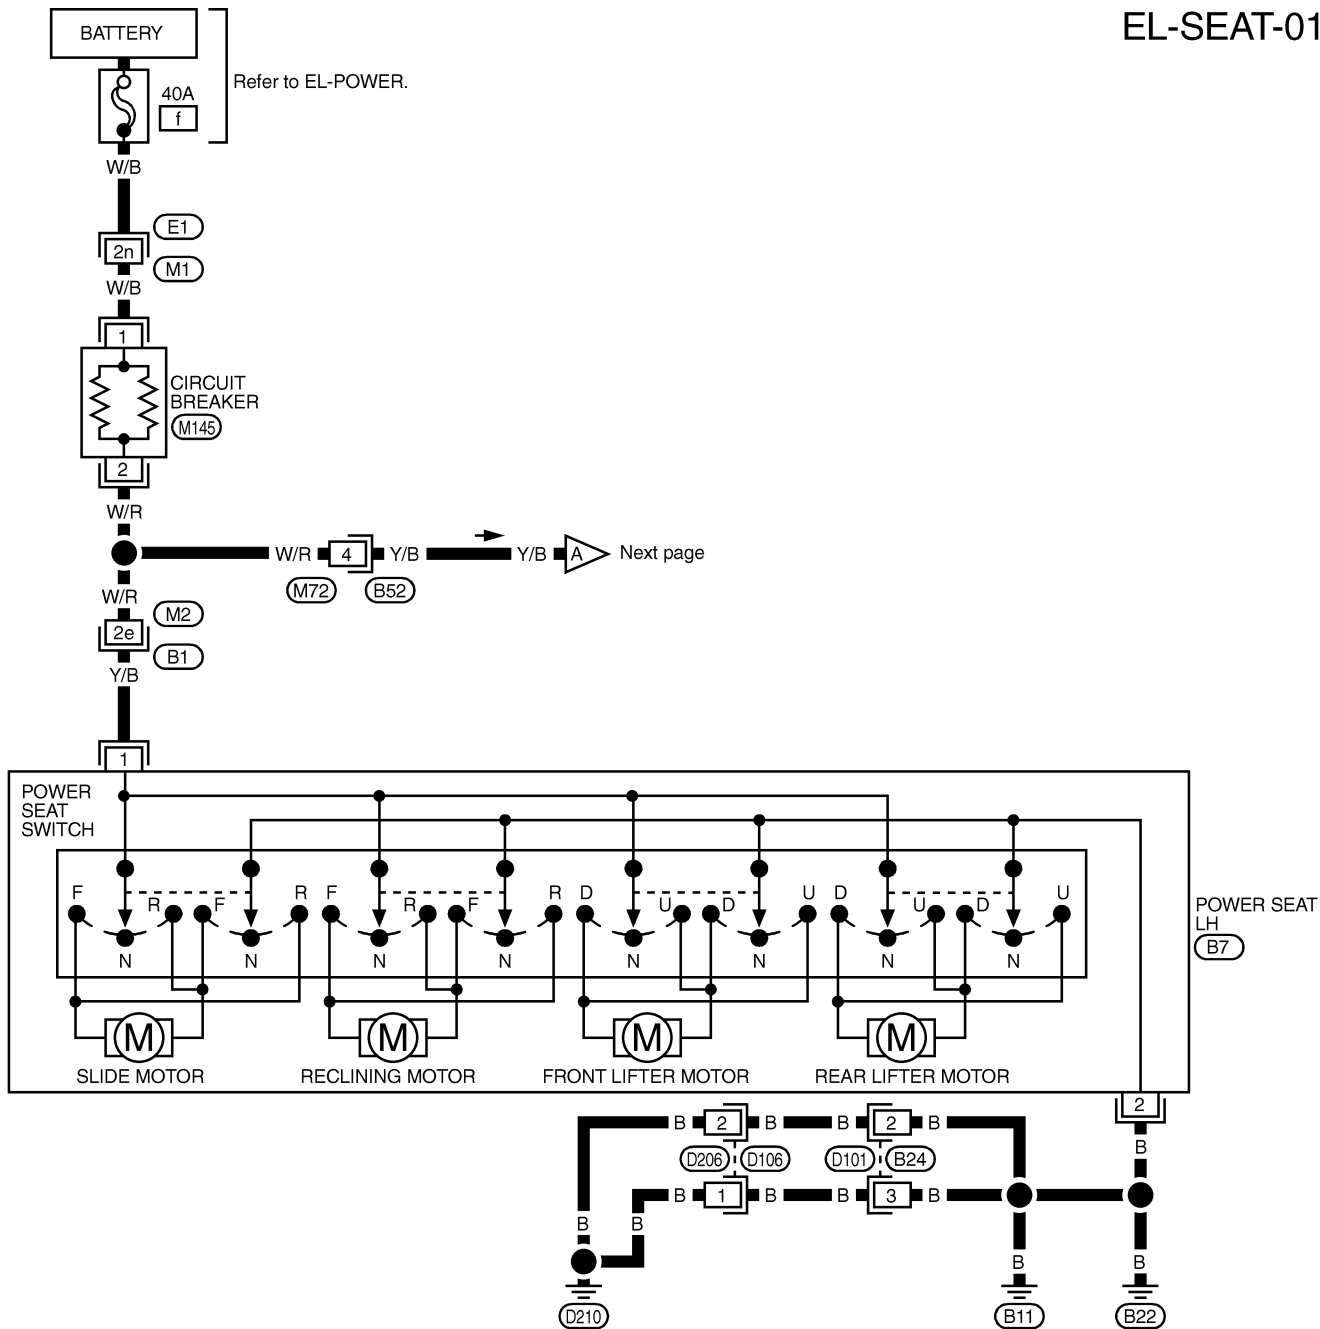 EL-SEAT-01
BATTERY
Refer to EL-POWER.
40A
f
W/B
E1
2n
M1
W/B
1
CIRCUIT
BREAKER
M145
2
W/R
W/R 4 Y/B Y/B A Next page
M72 B52
W/R
M2
2e
B1
Y/B
1
POWER
SEAT
SWITCH
F R F R F R F R D U D U D U D U
N N N N N N N N
POWER SEAT
LH
B7
M M M M
SLIDE MOTOR RECLINING MOTOR FRONT LIFTER MOTOR REAR LIFTER MOTOR
2
B 2 B B 2 B
B
D206 D106 D101 B24
B 1 B B 3 B
B B
B B
D210 B11 B22